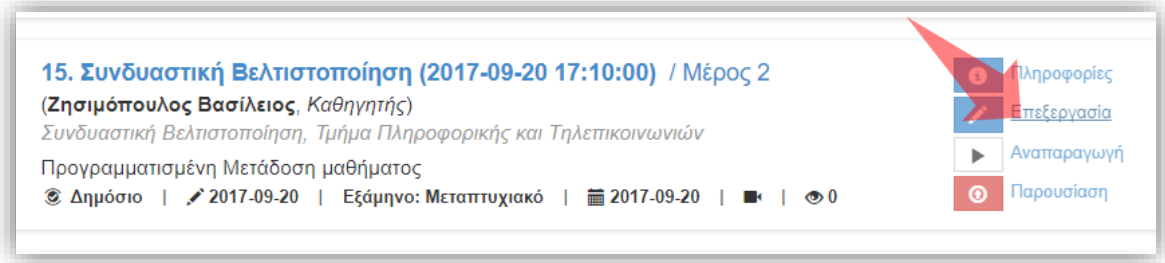 15. Συνδυαστική Βελτιστοποίηση (2017-09-20 17:10:00) / Μέρος 2
(Ζησιμόπουλος Βασίλειος, Καθηγητής)
Συνδυαστική Βελτιστοποίηση, Τμήμα Πληροφορικής και Τηλεπικοινωνιών
Προγραμματισμένη Μετάδοση μαθήματος
Δημόσιο | 2017-09-20 | Εξάμηνο: Μεταπτυχιακό | 2017-09-20 | | 0
Πληροφορίες
Επεξεργασία
Αναπαραγωγή
Παρουσίαση